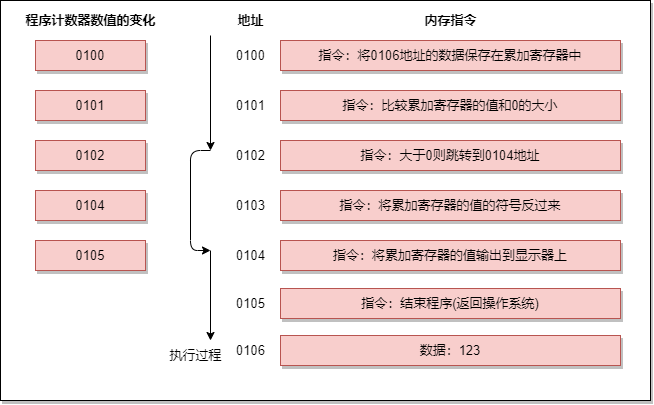 程序计数器数值的变化 地址 内存指令
0100 0100 指令：将0106地址的数据保存在累加寄存器中
0101 0101 指令：比较累加寄存器的值和0的大小
0102 0102 指令：大于0则跳转到0104地址
0104 0103 指令：将累加寄存器的值的符号反过来
0105 0104 指令：将累加寄存器的值输出到显示器上
0105 指令：结束程序(返回操作系统)
执行过程 0106 数据：123